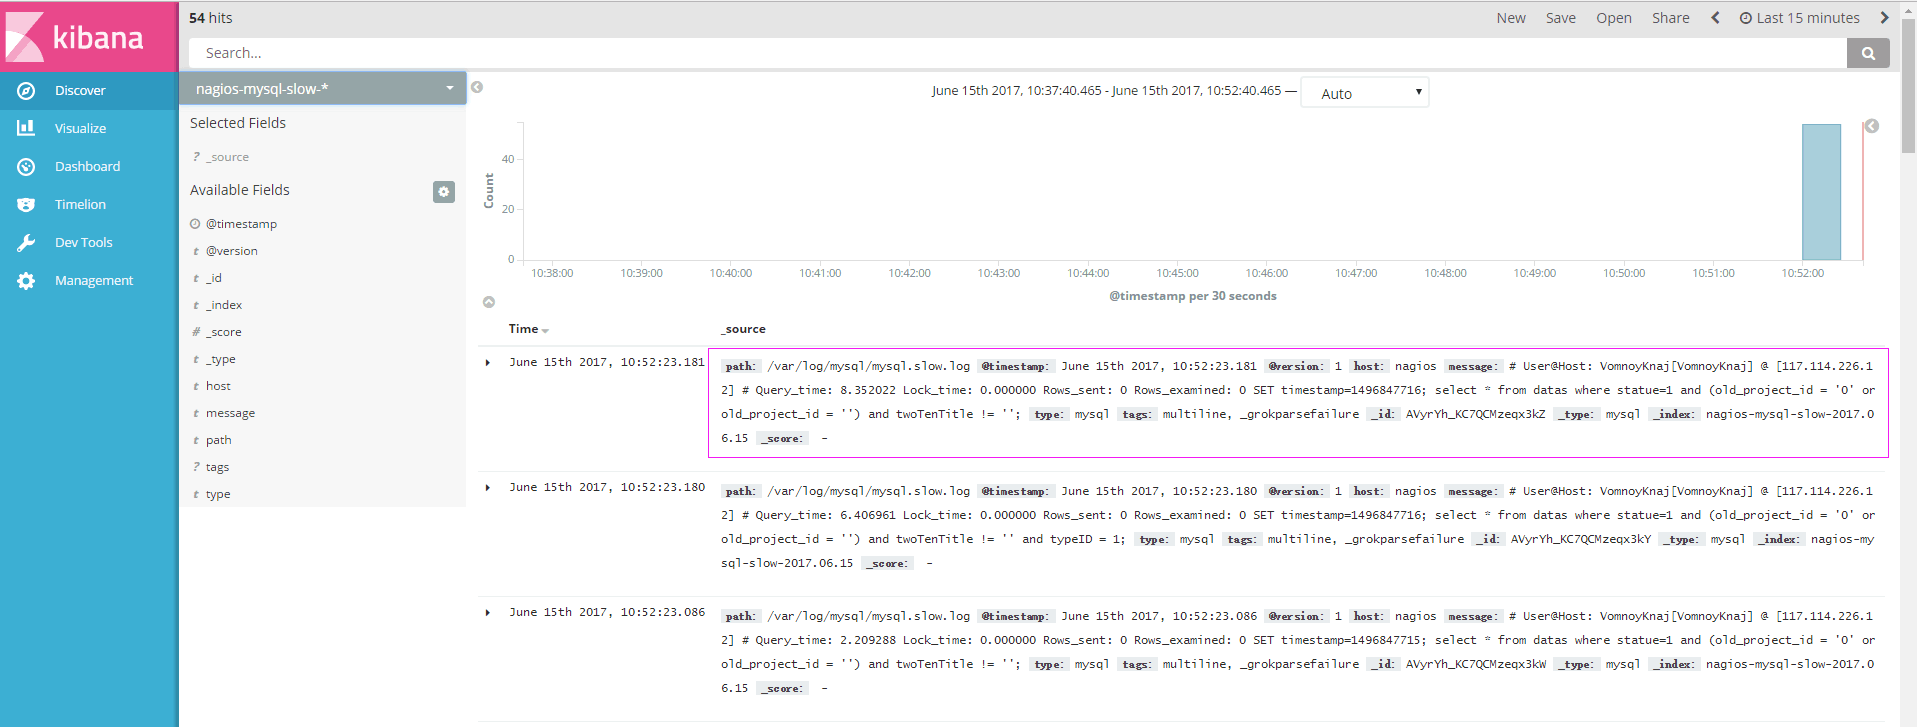 kibana
Discover
Visualize
Dashboard
Timelion
Dev Tools
Management
54 hits
New Save Open Share Last 15 minutes
Search...
nagios-mysql-slow-*
Selected Fields
? _source
Available Fields
@timestamp
t @version
t _id
t _index
# _score
t _type
t host
t message
t path
? tags
t type
June 15th 2017, 10:37:40.465 - June 15th 2017, 10:52:40.465 — Auto
Count
40
20
0
10:38:00 10:39:00 10:40:00 10:41:00 10:42:00 10:43:00 10:44:00 10:45:00 10:46:00 10:47:00 10:48:00 10:49:00 10:50:00 10:51:00 10:52:00
@timestamp per 30 seconds
Time _source
June 15th 2017, 10:52:23.181 path: /var/log/mysql/mysql.slow.log @timestamp: June 15th 2017, 10:52:23.181 @version: 1 host: nagios message: # User@Host: VomnoyKnaj[VomnoyKnaj] @ [117.114.226.1
2] # Query_time: 8.352022 Lock_time: 0.000000 Rows_sent: 0 Rows_examined: 0 SET timestamp=1496847716; select * from datas where statue=1 and (old_project_id = '0' or
old_project_id = '') and twoTenTitle != ''; type: mysql tags: multiline, _grokparsefailure _id: AVyrYh_KC7QCMzeqx3kZ _type: mysql _index: nagios-mysql-slow-2017.0
6.15 _score: -
June 15th 2017, 10:52:23.180 path: /var/log/mysql/mysql.slow.log @timestamp: June 15th 2017, 10:52:23.180 @version: 1 host: nagios message: # User@Host: VomnoyKnaj[VomnoyKnaj] @ [117.114.226.1
2] # Query_time: 6.406961 Lock_time: 0.000000 Rows_sent: 0 Rows_examined: 0 SET timestamp=1496847716; select * from datas where statue=1 and (old_project_id = '0' or
old_project_id = '') and twoTenTitle != '' and typeID = 1; type: mysql tags: multiline, _grokparsefailure _id: AVyrYh_KC7QCMzeqx3kY _type: mysql _index: nagios-my
sql-slow-2017.06.15 _score: -
June 15th 2017, 10:52:23.086 path: /var/log/mysql/mysql.slow.log @timestamp: June 15th 2017, 10:52:23.086 @version: 1 host: nagios message: # User@Host: VomnoyKnaj[VomnoyKnaj] @ [117.114.226.1
2] # Query_time: 2.209288 Lock_time: 0.000000 Rows_sent: 0 Rows_examined: 0 SET timestamp=1496847715; select * from datas where statue=1 and (old_project_id = '0' or
old_project_id = '') and twoTenTitle != ''; type: mysql tags: multiline, _grokparsefailure _id: AVyrYh_KC7QCMzeqx3kW _type: mysql _index: nagios-mysql-slow-2017.0
6.15 _score: -